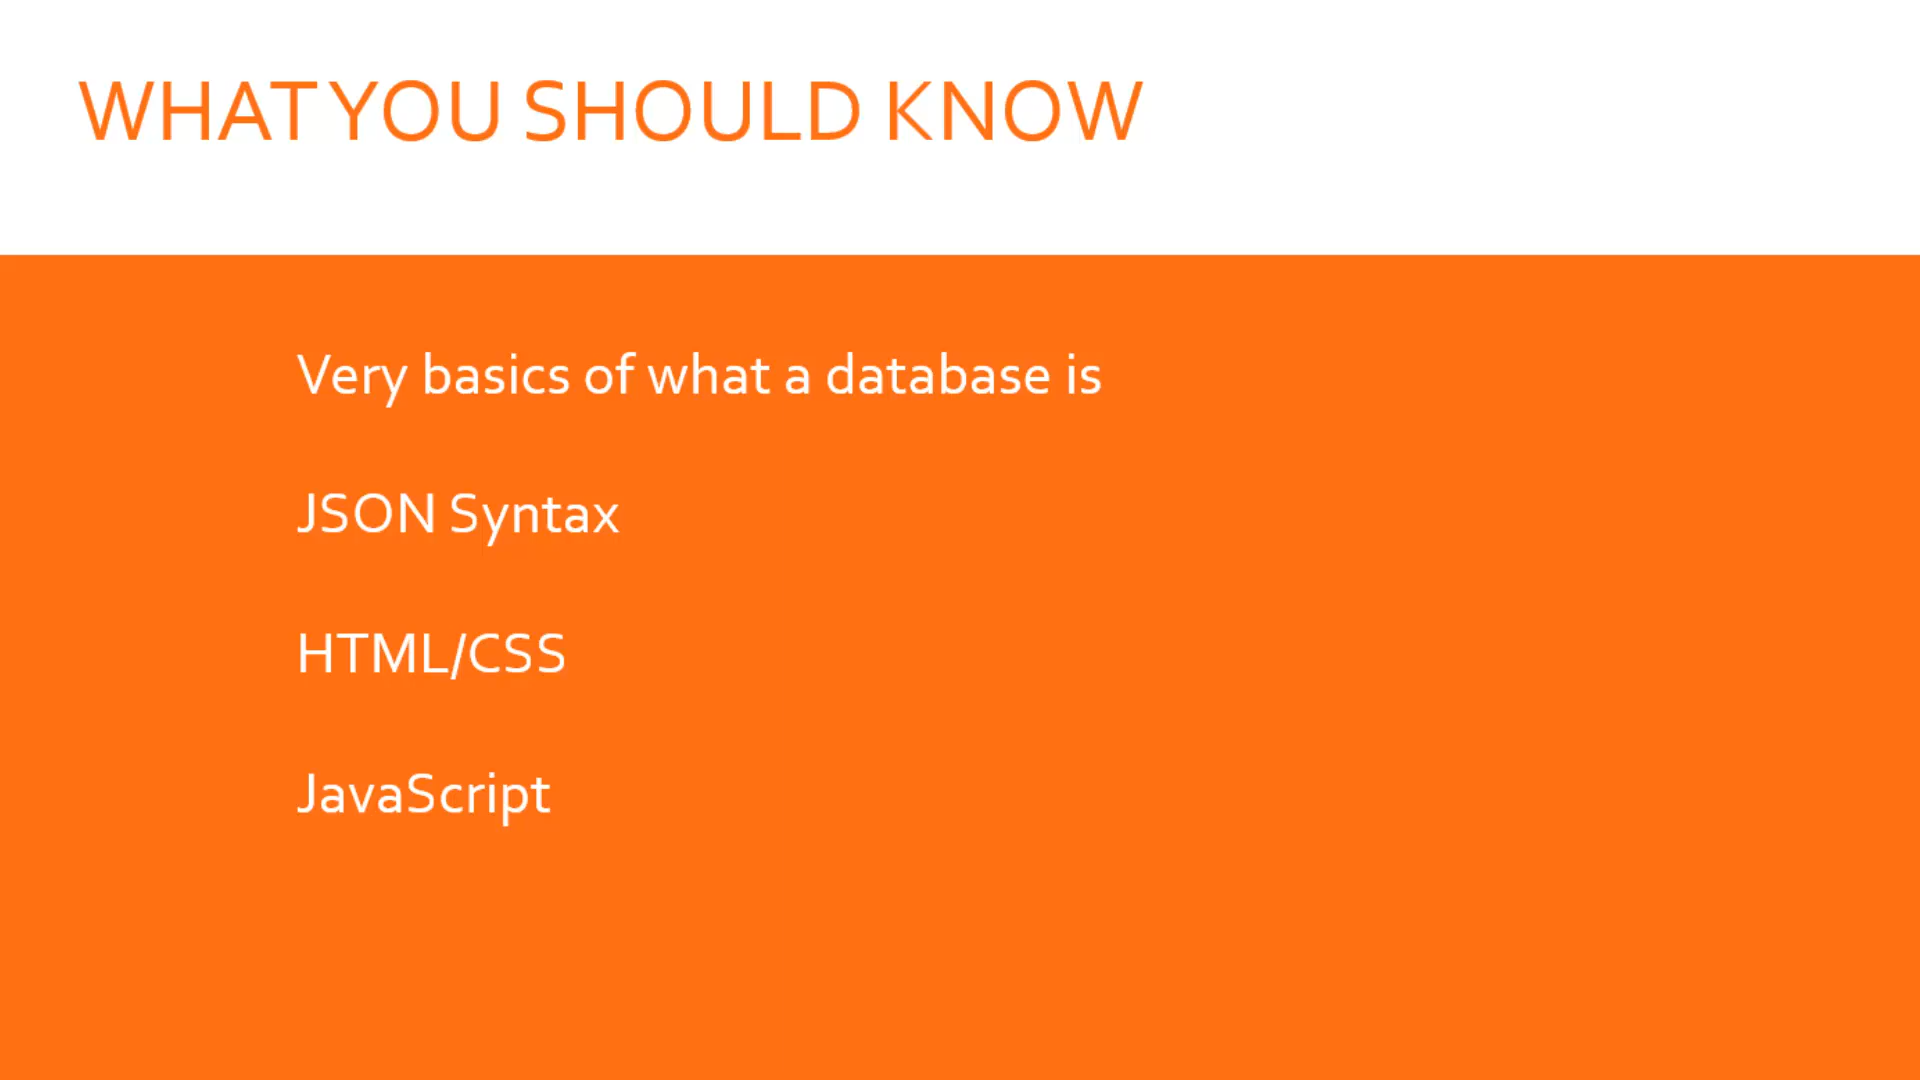 WHAT YOU SHOULD KNOW
Very basics of what a database is
JSON Syntax
HTML/CSS
JavaScript